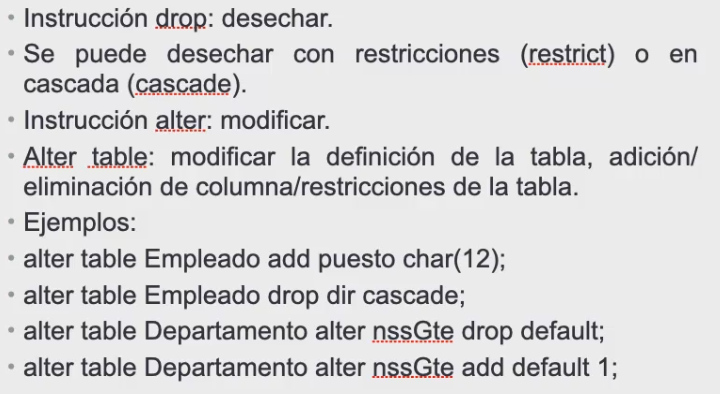 • Instrucción drop: desechar.
• Se puede desechar con restricciones (restrict) o en
cascada (cascade).
• Instrucción alter: modificar.
• Alter table: modificar la definición de la tabla, adición/
eliminación de columna/restricciones de la tabla.
• Ejemplos:
• alter table Empleado add puesto char(12);
• alter table Empleado drop dir cascade;
• alter table Departamento alter nssGte drop default;
• alter table Departamento alter nssGte add default 1;